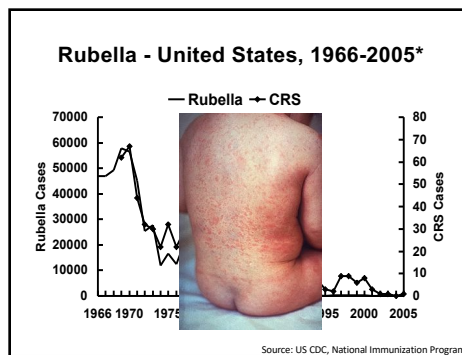 Rubella - United States, 1966-2005*
Rubella CRS
70000
60000
50000
40000
30000
20000
10000
0
Rubella Cases
80
70
60
50
40
30
20
10
0
CRS Cases
1966 1970 1975 2005
Source: US CDC, National Immunization Program